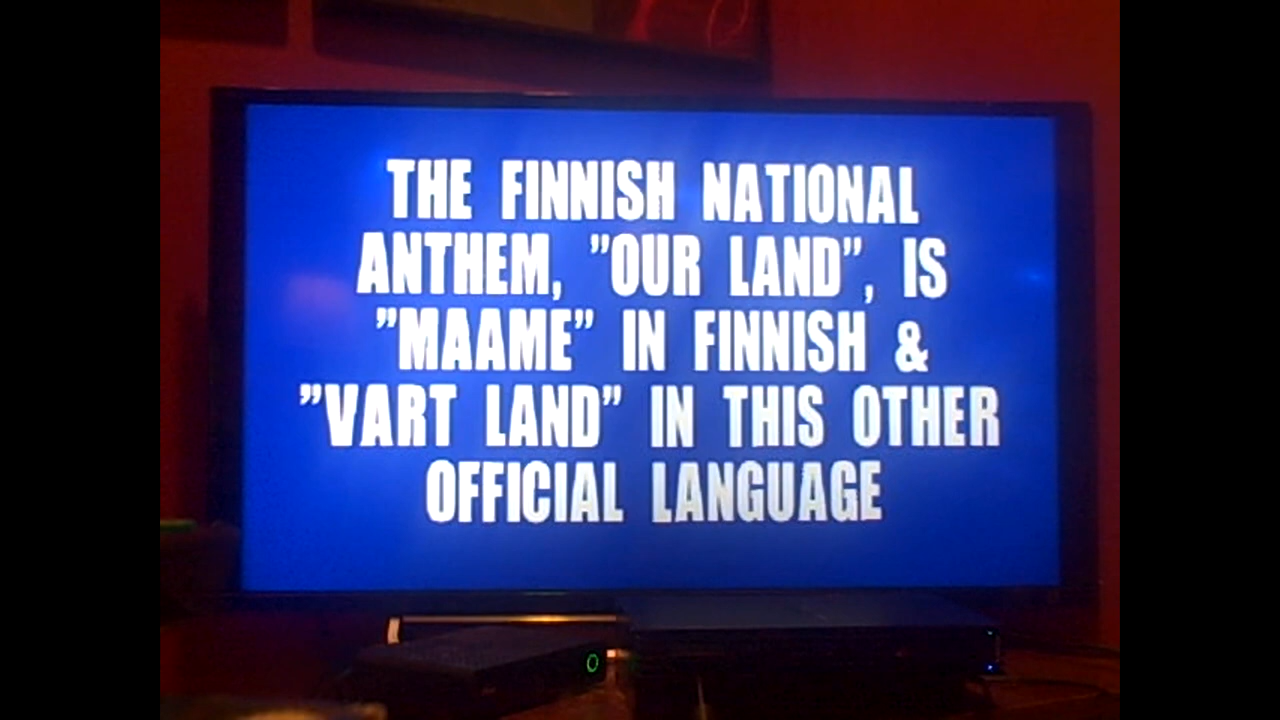 THE FINNISH NATIONAL
ANTHEM, "OUR LAND", IS
"MAAME" IN FINNISH &
"VART LAND" IN THIS OTHER
OFFICIAL LANGUAGE